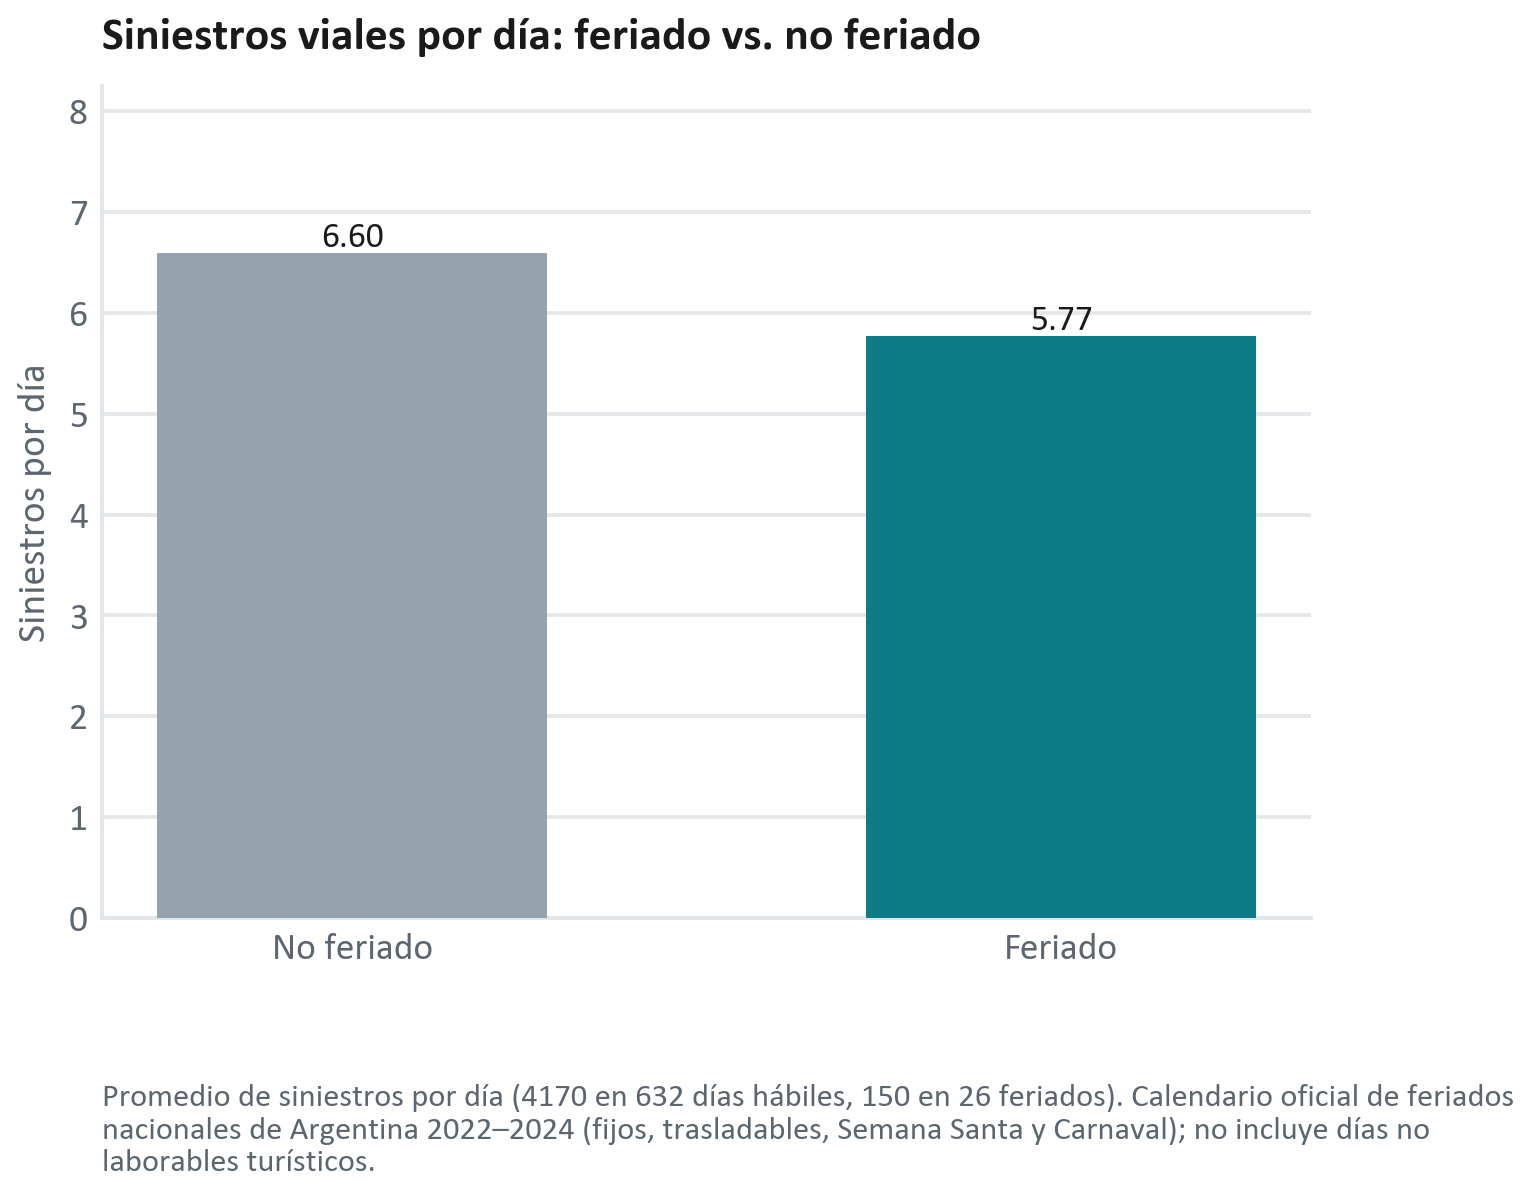 Siniestros viales por día: feriado vs. no feriado
8
7
6
5
4
3
2
1
0
Siniestros por día
6.60
5.77
No feriado
Feriado
Promedio de siniestros por día (4170 en 632 días hábiles, 150 en 26 feriados). Calendario oficial de feriados
nacionales de Argentina 2022–2024 (fijos, trasladables, Semana Santa y Carnaval); no incluye días no
laborables turísticos.